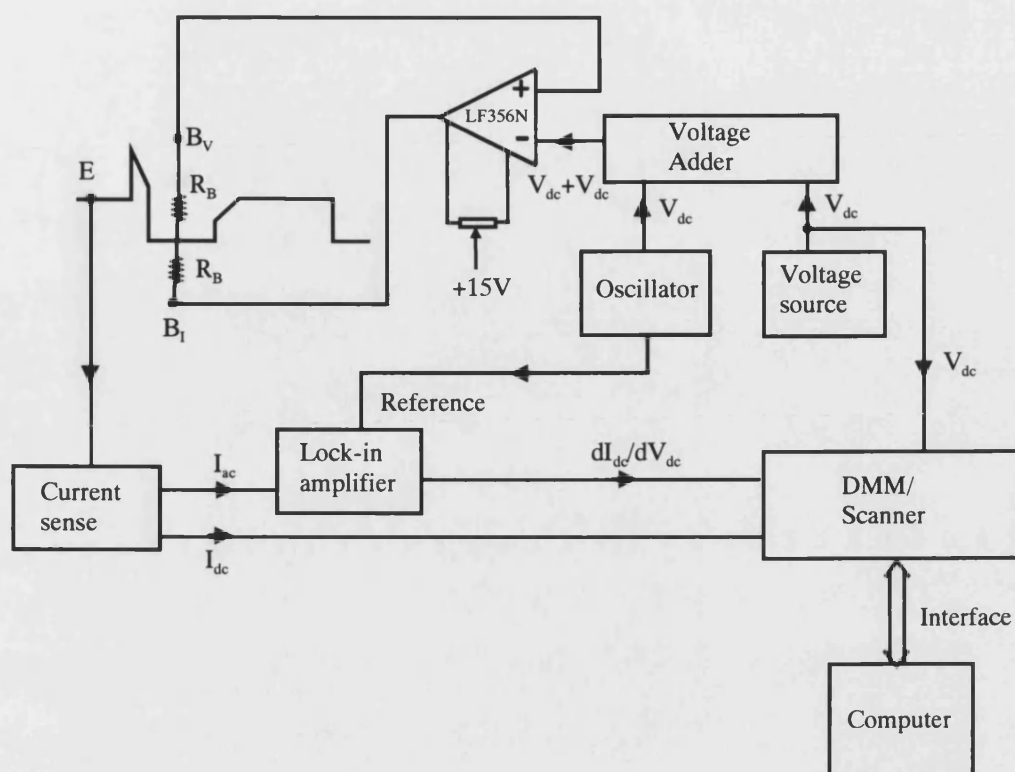 +
LF356N
-
Voltage
Adder
B_V
E
R_B
V_dc+V_dc
V_dc
V_dc
R_B
+15V
Oscillator
Voltage
source
B_I
V_dc
Reference
Lock-in
amplifier
I_ac
dI_dc/dV_dc
Current
sense
DMM/
Scanner
I_dc
Interface
Computer